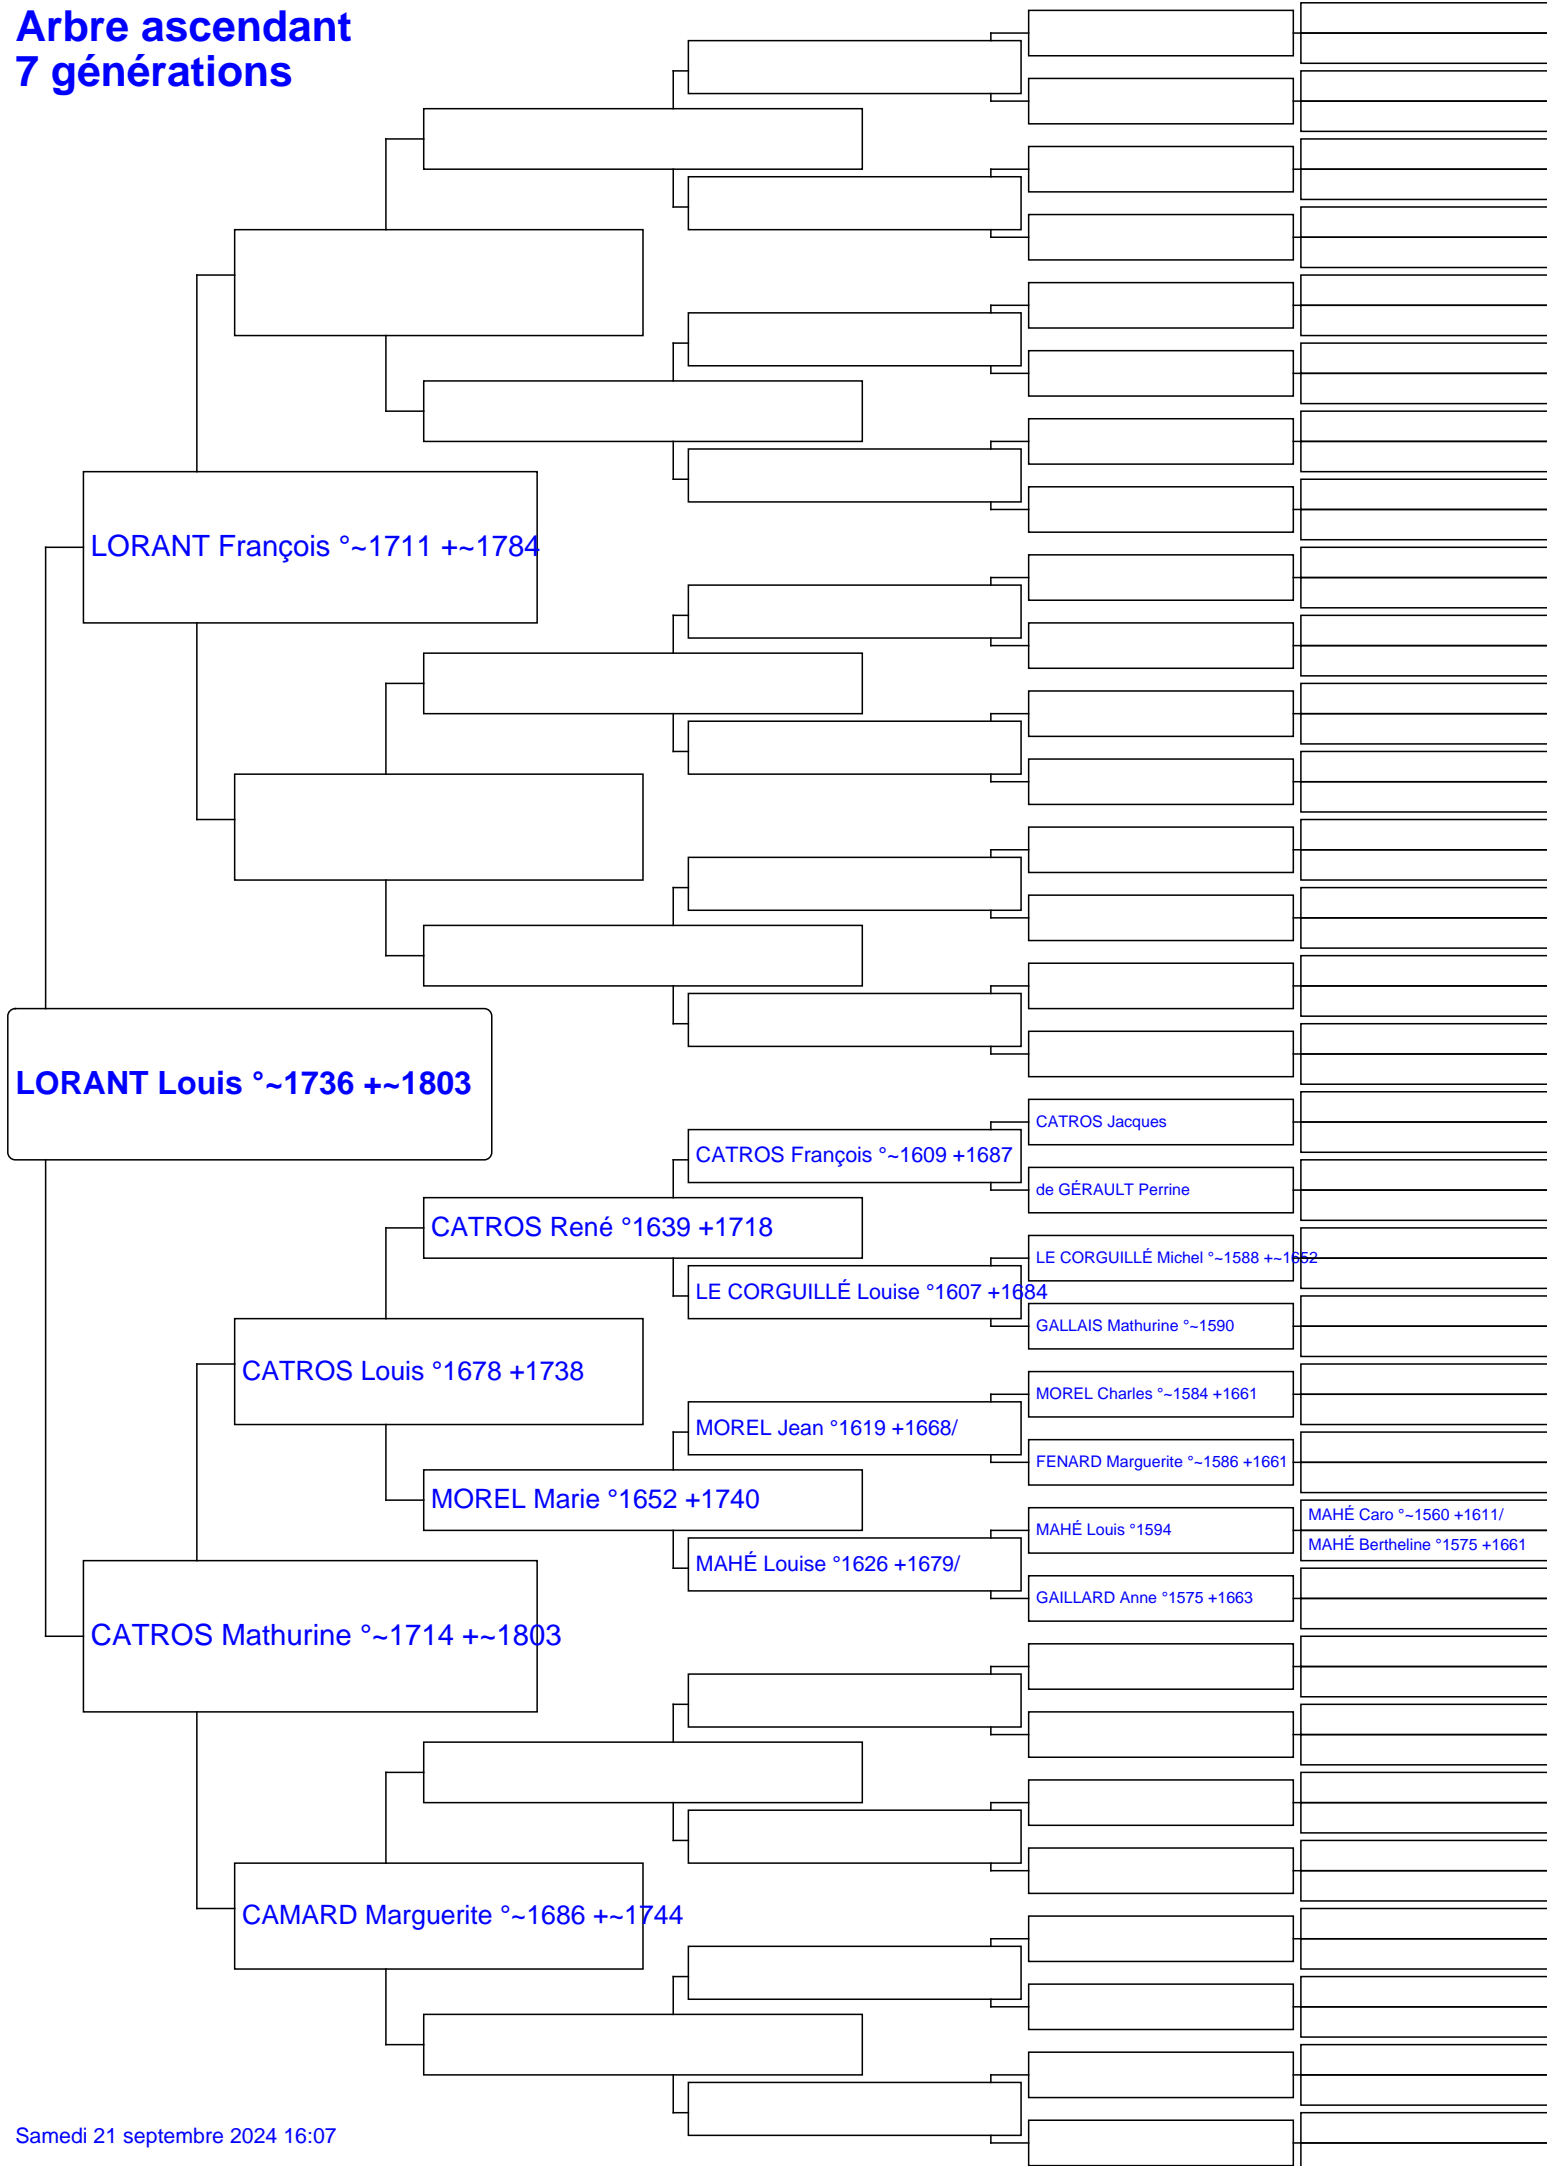 Arbre ascendant
7 générations
LORANT François °~1711 +~1784
LORANT Louis °~1736 +~1803
CATROS Jacques
CATROS François °~1609 +1687
de GÉRAULT Perrine
CATROS René °1639 +1718
LE CORGUILLÉ Michel °~1588 +~1652
LE CORGUILLÉ Louise °1607 +1684
GALLAIS Mathurine °~1590
CATROS Louis °1678 +1738
MOREL Charles °~1584 +1661
MOREL Jean °1619 +1668/
FENARD Marguerite °~1586 +1661
MOREL Marie °1652 +1740
MAHÉ Caro °~1560 +1611/
MAHÉ Louis °1594
MAHÉ Bertheline °1575 +1661
MAHÉ Louise °1626 +1679/
GAILLARD Anne °1575 +1663
CATROS Mathurine °~1714 +~1803
CAMARD Marguerite °~1686 +~1744
Samedi 21 septembre 2024 16:07